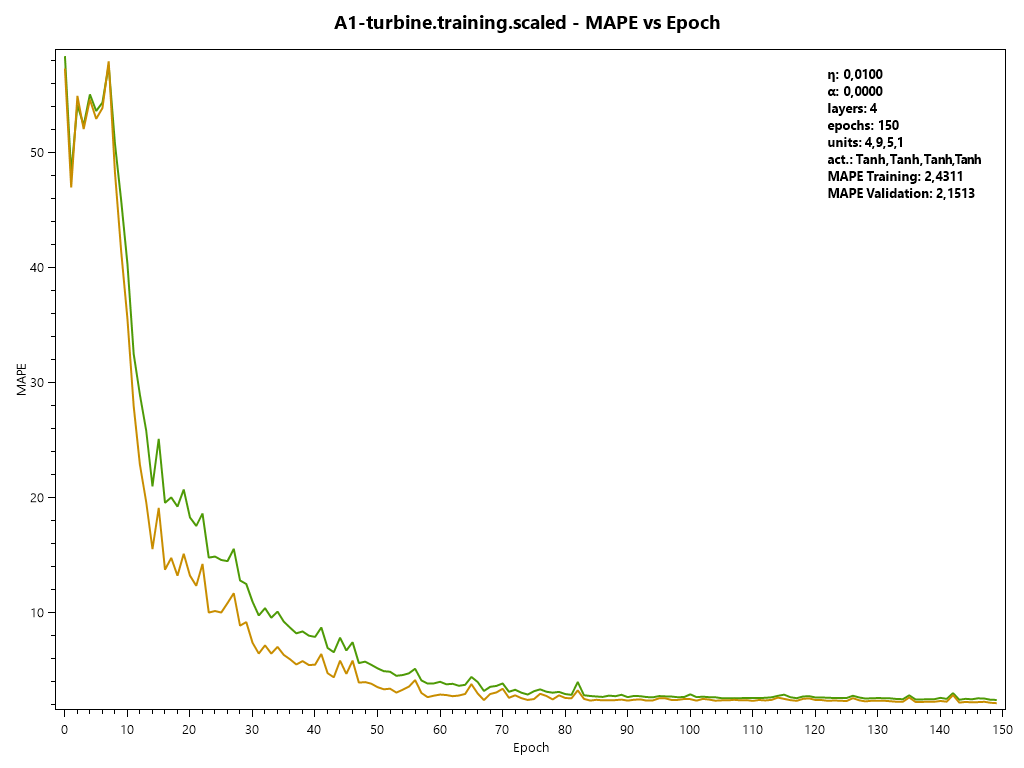 A1-turbine.training.scaled - MAPE vs Epoch
η: 0,0100
α: 0,0000
layers: 4
epochs: 150
units: 4,9,5,1
act.: Tanh,Tanh,Tanh,Tanh
MAPE Training: 2,4311
MAPE Validation: 2,1513
50
40
30
20
10
MAPE
0 10 20 30 40 50 60 70 80 90 100 110 120 130 140 150
Epoch